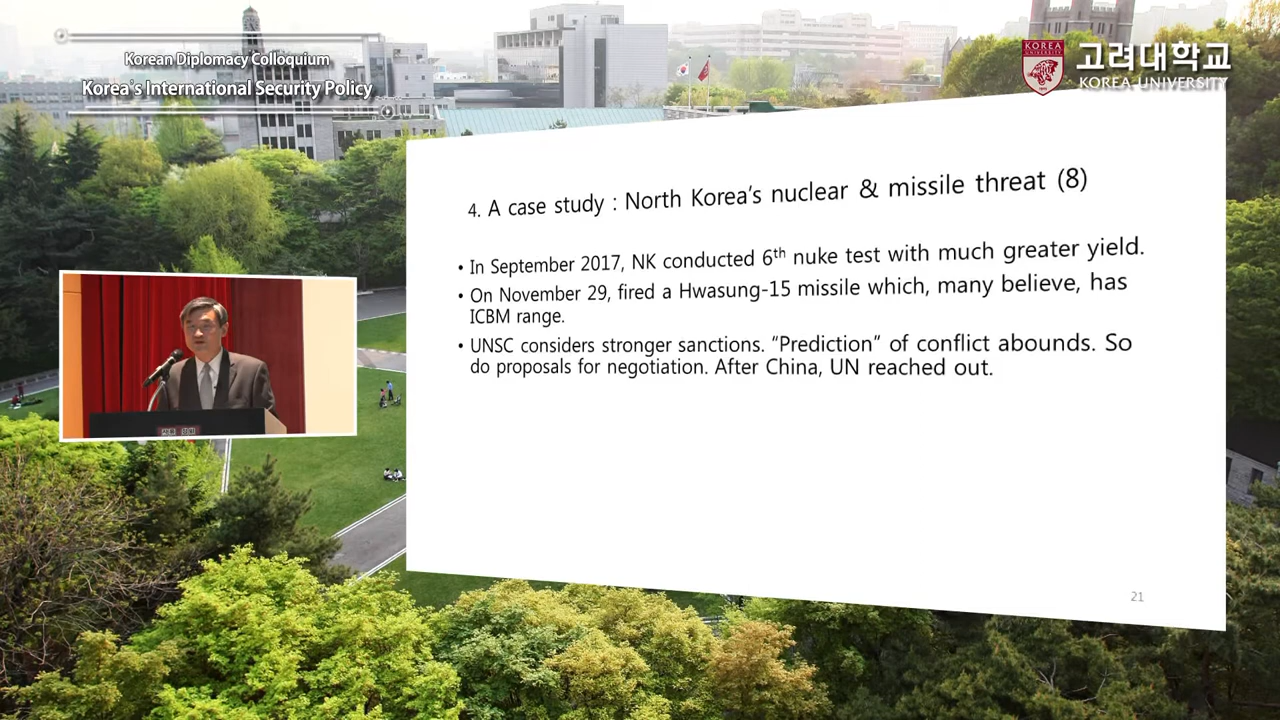 Korean Diplomacy Colloquium
Korea's International Security Policy
KOREA
UNIVERSITY
고려대학교
KOREA UNIVERSITY
4. A case study : North Korea's nuclear & missile threat (8)
• In September 2017, NK conducted 6th nuke test with much greater yield.
• On November 29, fired a Hwasung-15 missile which, many believe, has
ICBM range.
• UNSC considers stronger sanctions. "Prediction" of conflict abounds. So
do proposals for negotiation. After China, UN reached out.
21